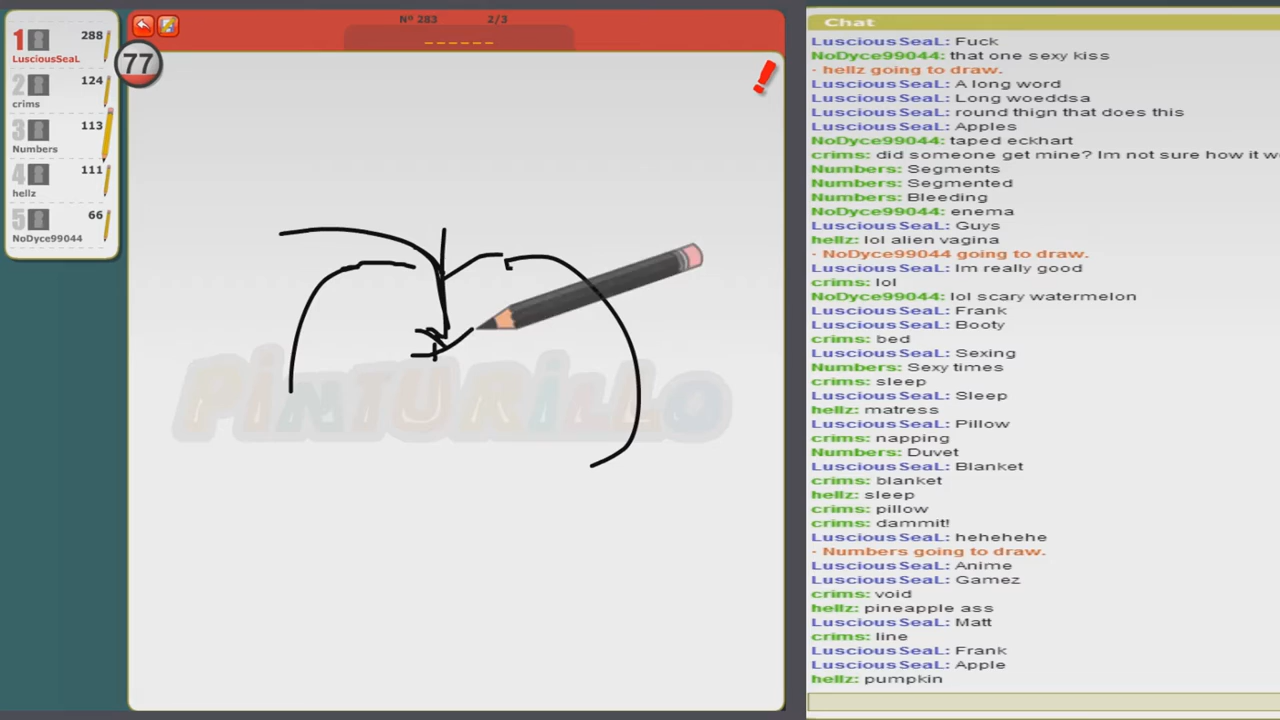 1 288
LusciousSeaL
2 124
crims
3 113
Numbers
4 111
hellz
5 66
NoDyce99044
77
Nº 283 2/3
_ _ _ _ _ _
!
PiNTURiLLO
Chat
LusciousSeaL: Fuck
NoDyce99044: that one sexy kiss
- hellz going to draw.
LusciousSeaL: A long word
LusciousSeaL: Long woeddsa
LusciousSeaL: round thign that does this
LusciousSeaL: Apples
NoDyce99044: taped eckhart
crims: did someone get mine? Im not sure how it w
Numbers: Segments
Numbers: Segmented
Numbers: Bleeding
NoDyce99044: enema
LusciousSeaL: Guys
hellz: lol alien vagina
- NoDyce99044 going to draw.
LusciousSeaL: Im really good
crims: lol
NoDyce99044: lol scary watermelon
LusciousSeaL: Frank
LusciousSeaL: Booty
crims: bed
LusciousSeaL: Sexing
Numbers: Sexy times
crims: sleep
LusciousSeaL: Sleep
hellz: matress
LusciousSeaL: Pillow
crims: napping
Numbers: Duvet
LusciousSeaL: Blanket
crims: blanket
hellz: sleep
crims: pillow
crims: dammit!
LusciousSeaL: hehehehe
- Numbers going to draw.
LusciousSeaL: Anime
LusciousSeaL: Gamez
crims: void
hellz: pineapple ass
LusciousSeaL: Matt
crims: line
LusciousSeaL: Frank
LusciousSeaL: Apple
hellz: pumpkin